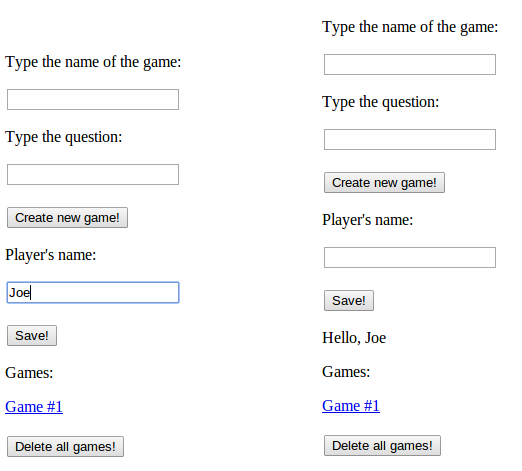 Type the name of the game:
Type the question:
Create new game!
Player's name:
Joe
Save!
Games:
Game #1
Delete all games!
Type the name of the game:
Type the question:
Create new game!
Player's name:
Save!
Hello, Joe
Games:
Game #1
Delete all games!